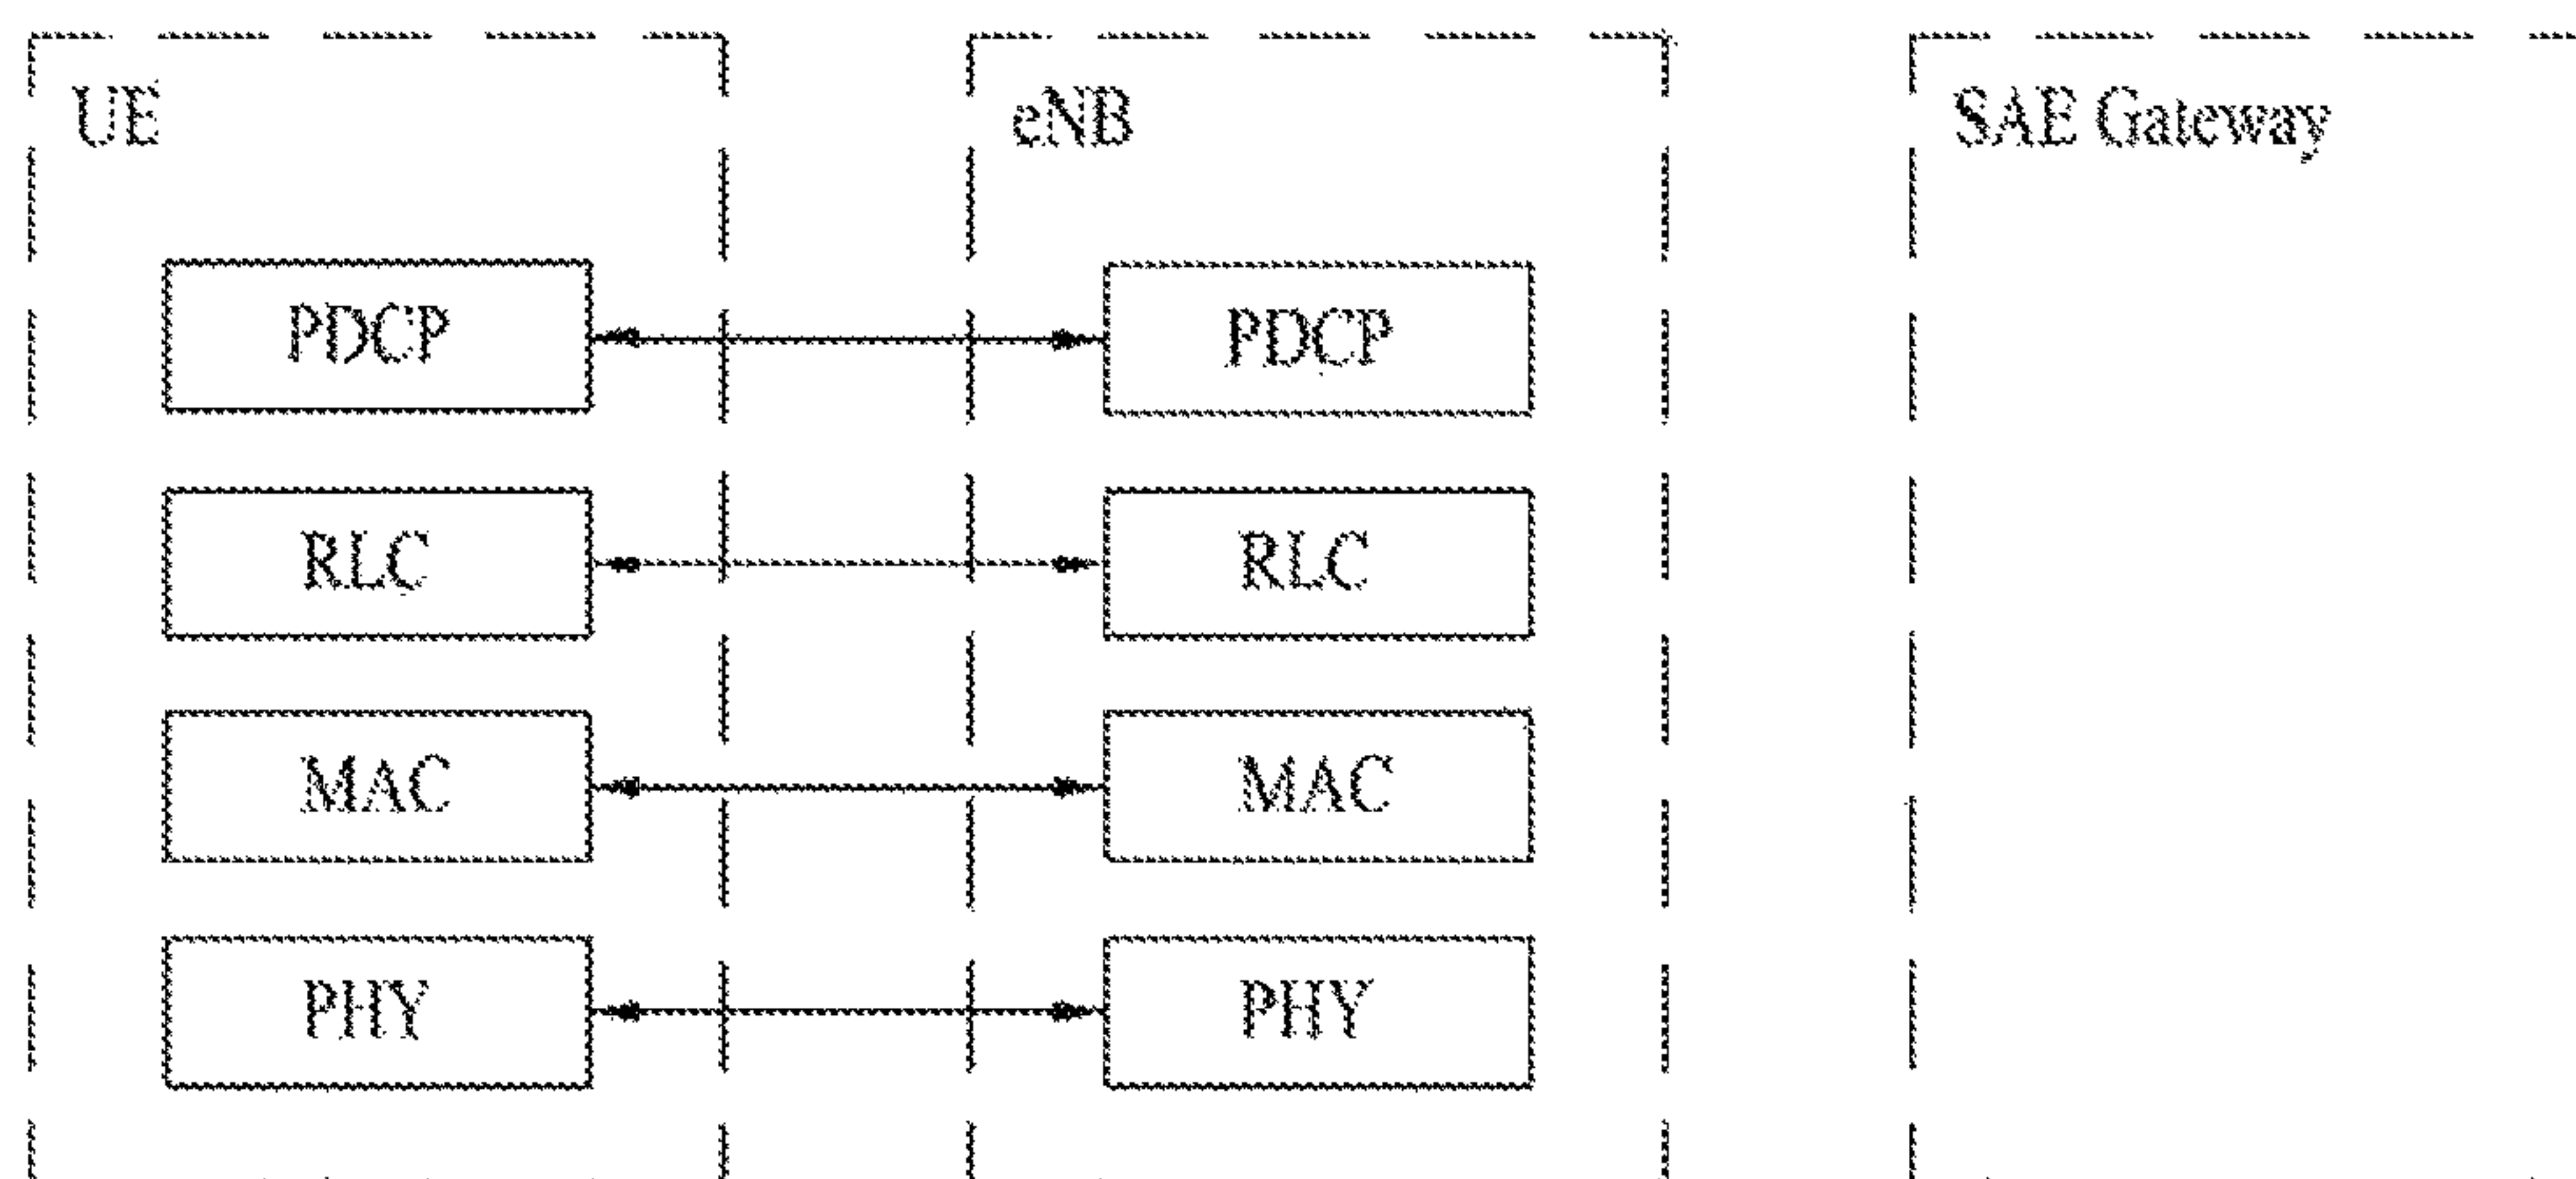 UE eNB SAE Gateway
PDCP PDCP
RLC RLC
MAC MAC
PHY PHY